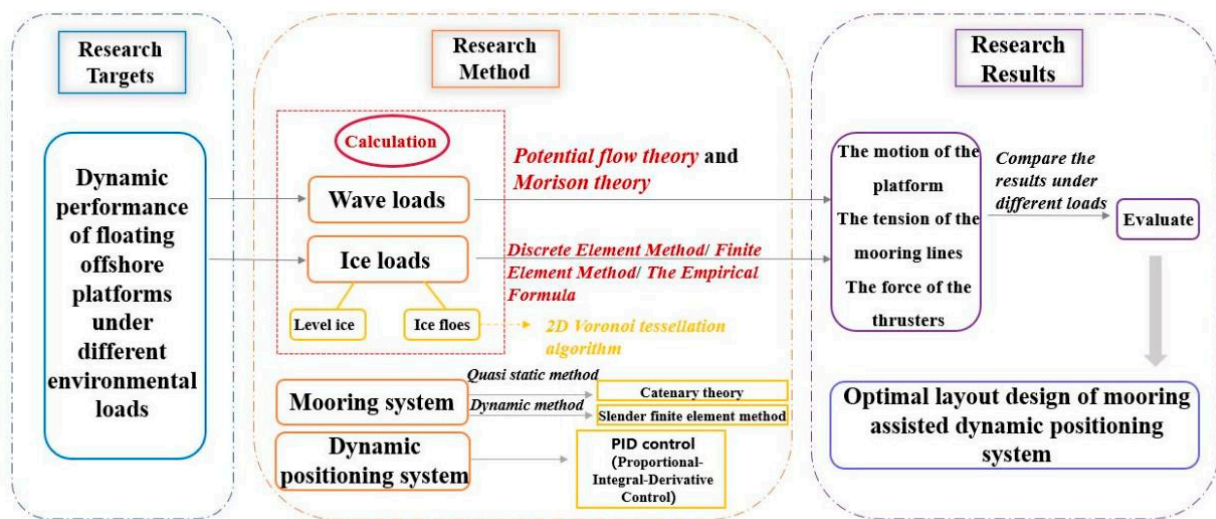 Research
Targets
Dynamic
performance
of floating
offshore
platforms
under
different
environmental
loads
Research
Method
Calculation
Wave loads
Potential flow theory and
Morison theory
Ice loads
Discrete Element Method/ Finite
Element Method/ The Empirical
Formula
Level ice
Ice floes
2D Voronoi tessellation
algorithm
Mooring system
Quasi static method
Catenary theory
Dynamic method
Slender finite element method
Dynamic
positioning system
PID control
(Proportional-
Integral-Derivative
Control)
Research
Results
The motion of the
platform
The tension of the
mooring lines
The force of the
thrusters
Compare the
results under
different loads
Evaluate
Optimal layout design of mooring
assisted dynamic positioning
system